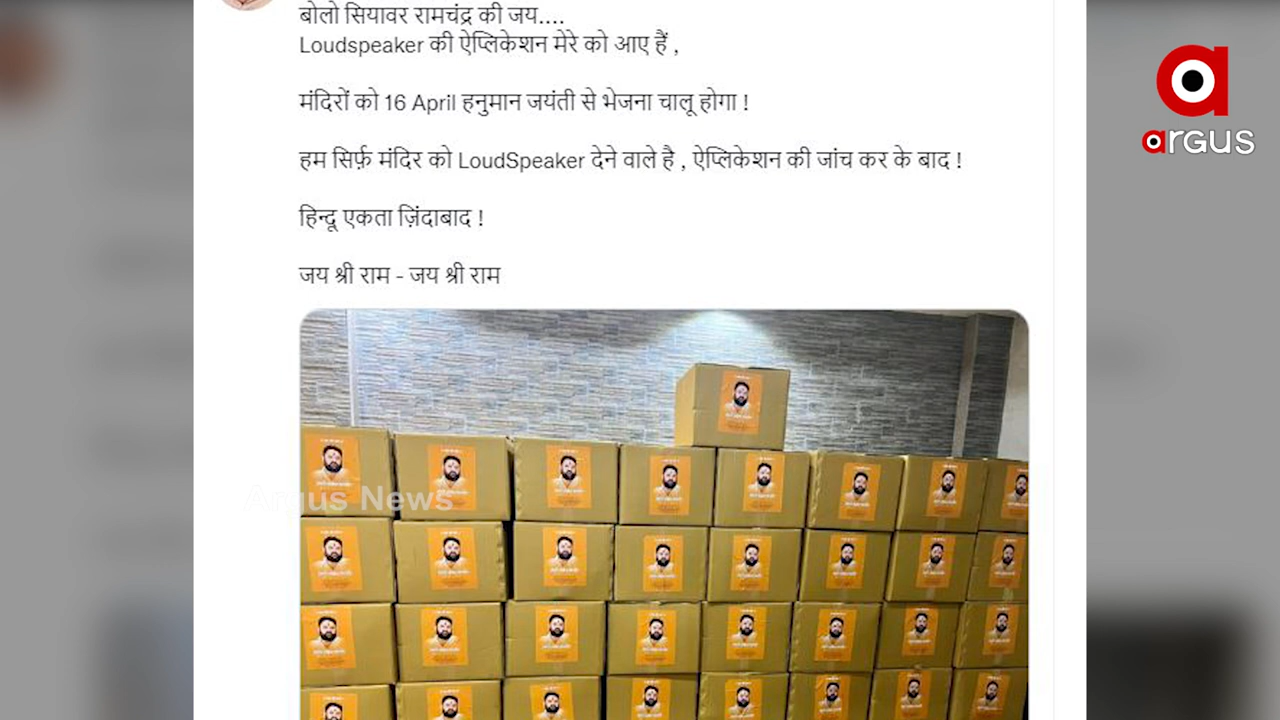 बोलो सियावर रामचंद्र की जय....
Loudspeaker की ऐप्लिकेशन मेरे को आए हैं ,
मंदिरों को 16 April हनुमान जयंती से भेजना चालू होगा !
हम सिर्फ़ मंदिर को LoudSpeaker देने वाले है , ऐप्लिकेशन की जांच कर के बाद !
हिन्दू एकता ज़िंदाबाद !
जय श्री राम - जय श्री राम
argus
Argus News